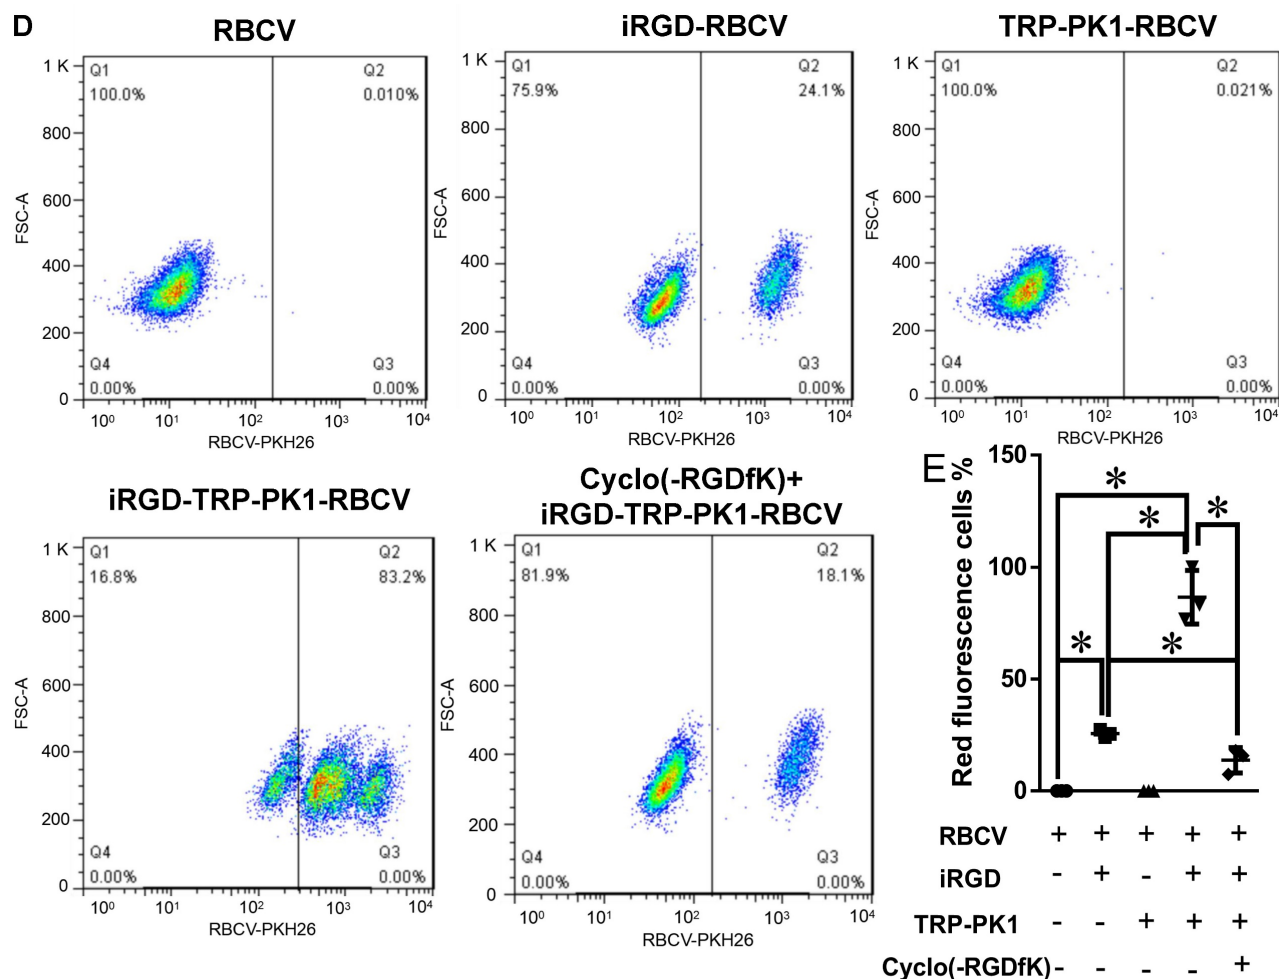 D
RBCV
1 K
800
600
400
200
0
FSC-A
Q1
100.0%
Q2
0.010%
Q4
0.00%
Q3
0.00%
10⁰ 10¹ 10² 10³ 10⁴
RBCV-PKH26
iRGD-RBCV
1 K
800
600
400
200
0
FSC-A
Q1
75.9%
Q2
24.1%
Q4
0.00%
Q3
0.00%
10⁰ 10¹ 10² 10³ 10⁴
RBCV-PKH26
TRP-PK1-RBCV
1 K
800
600
400
200
0
FSC-A
Q1
100.0%
Q2
0.021%
Q4
0.00%
Q3
0.00%
10⁰ 10¹ 10² 10³ 10⁴
RBCV-PKH26
iRGD-TRP-PK1-RBCV
1 K
800
600
400
200
0
FSC-A
Q1
16.8%
Q2
83.2%
Q4
0.00%
Q3
0.00%
10⁰ 10¹ 10² 10³ 10⁴
RBCV-PKH26
Cyclo(-RGDfK)+
iRGD-TRP-PK1-RBCV
1 K
800
600
400
200
0
FSC-A
Q1
81.9%
Q2
18.1%
Q4
0.00%
Q3
0.00%
10⁰ 10¹ 10² 10³ 10⁴
RBCV-PKH26
E
Red fluorescence cells %
150
100
50
0
* * *
* *
RBCV + + + + +
iRGD - + - + +
TRP-PK1 - - + + +
Cyclo(-RGDfK) - - - - +